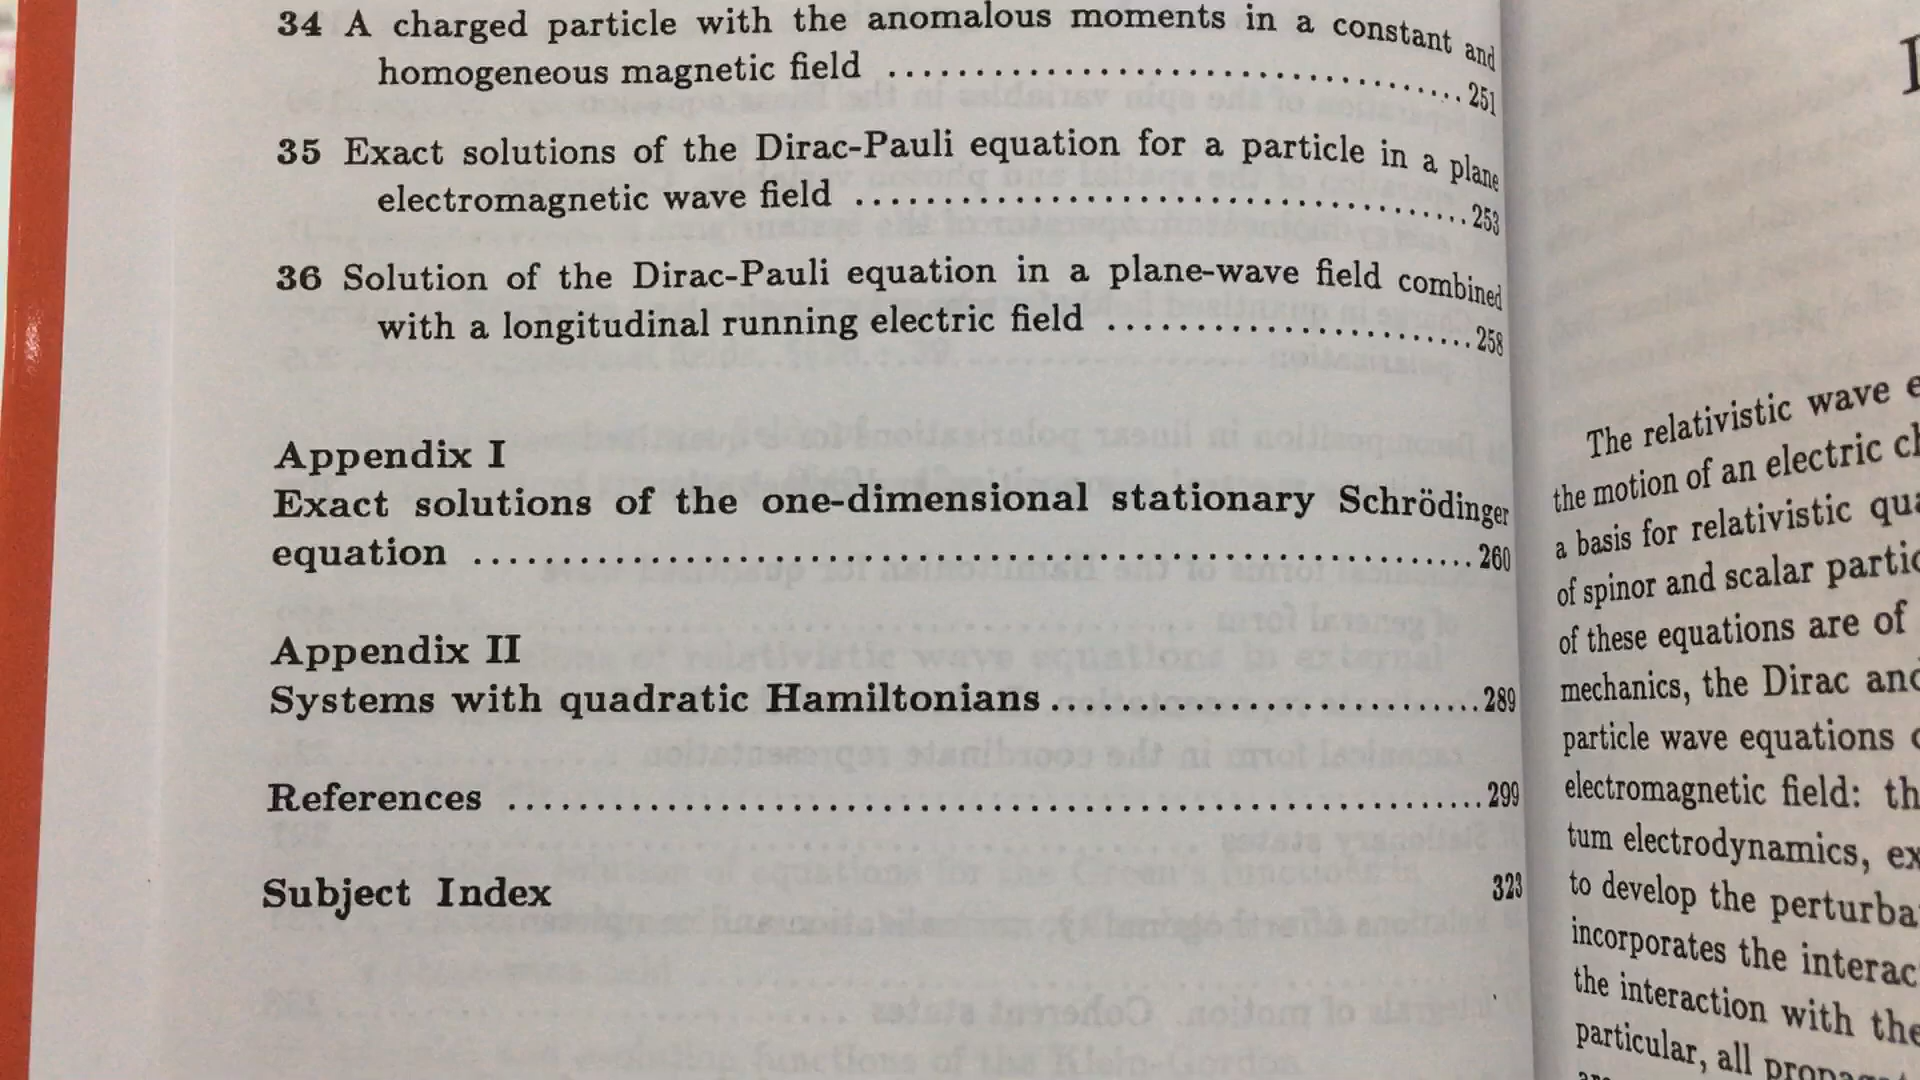 34 A charged particle with the anomalous moments in a constant and
homogeneous magnetic field ........................................ 251
35 Exact solutions of the Dirac-Pauli equation for a particle in a plane
electromagnetic wave field ........................................ 253
36 Solution of the Dirac-Pauli equation in a plane-wave field combined
with a longitudinal running electric field ........................ 258
Appendix I
Exact solutions of the one-dimensional stationary Schrödinger
equation .......................................................... 260
Appendix II
Systems with quadratic Hamiltonians .............................. 289
References ........................................................ 299
Subject Index 323
The relativistic wave
the motion of an electric
a basis for relativistic
of spinor and scalar
of these equations are of
mechanics, the Dirac
particle wave equations
electromagnetic field:
tum electrodynamics,
to develop the
incorporates the
the interaction with the
particular, all